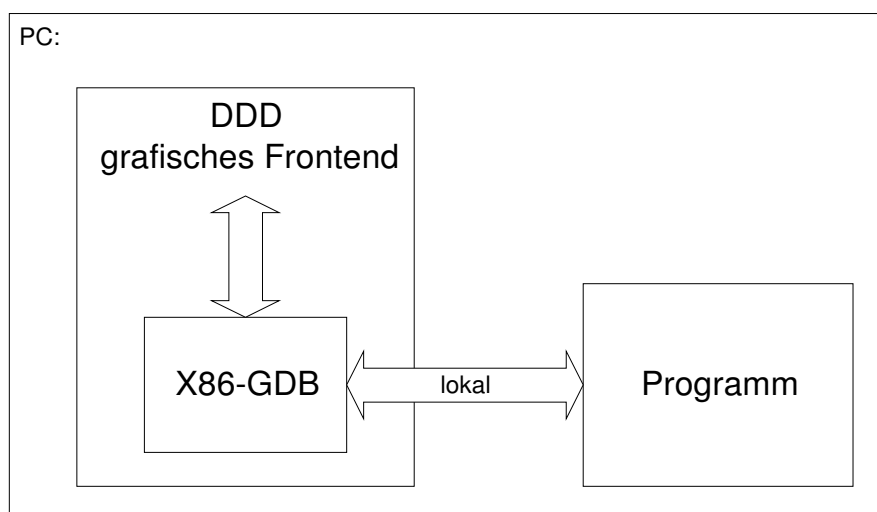 PC:
DDD
grafisches Frontend
X86-GDB
lokal
Programm